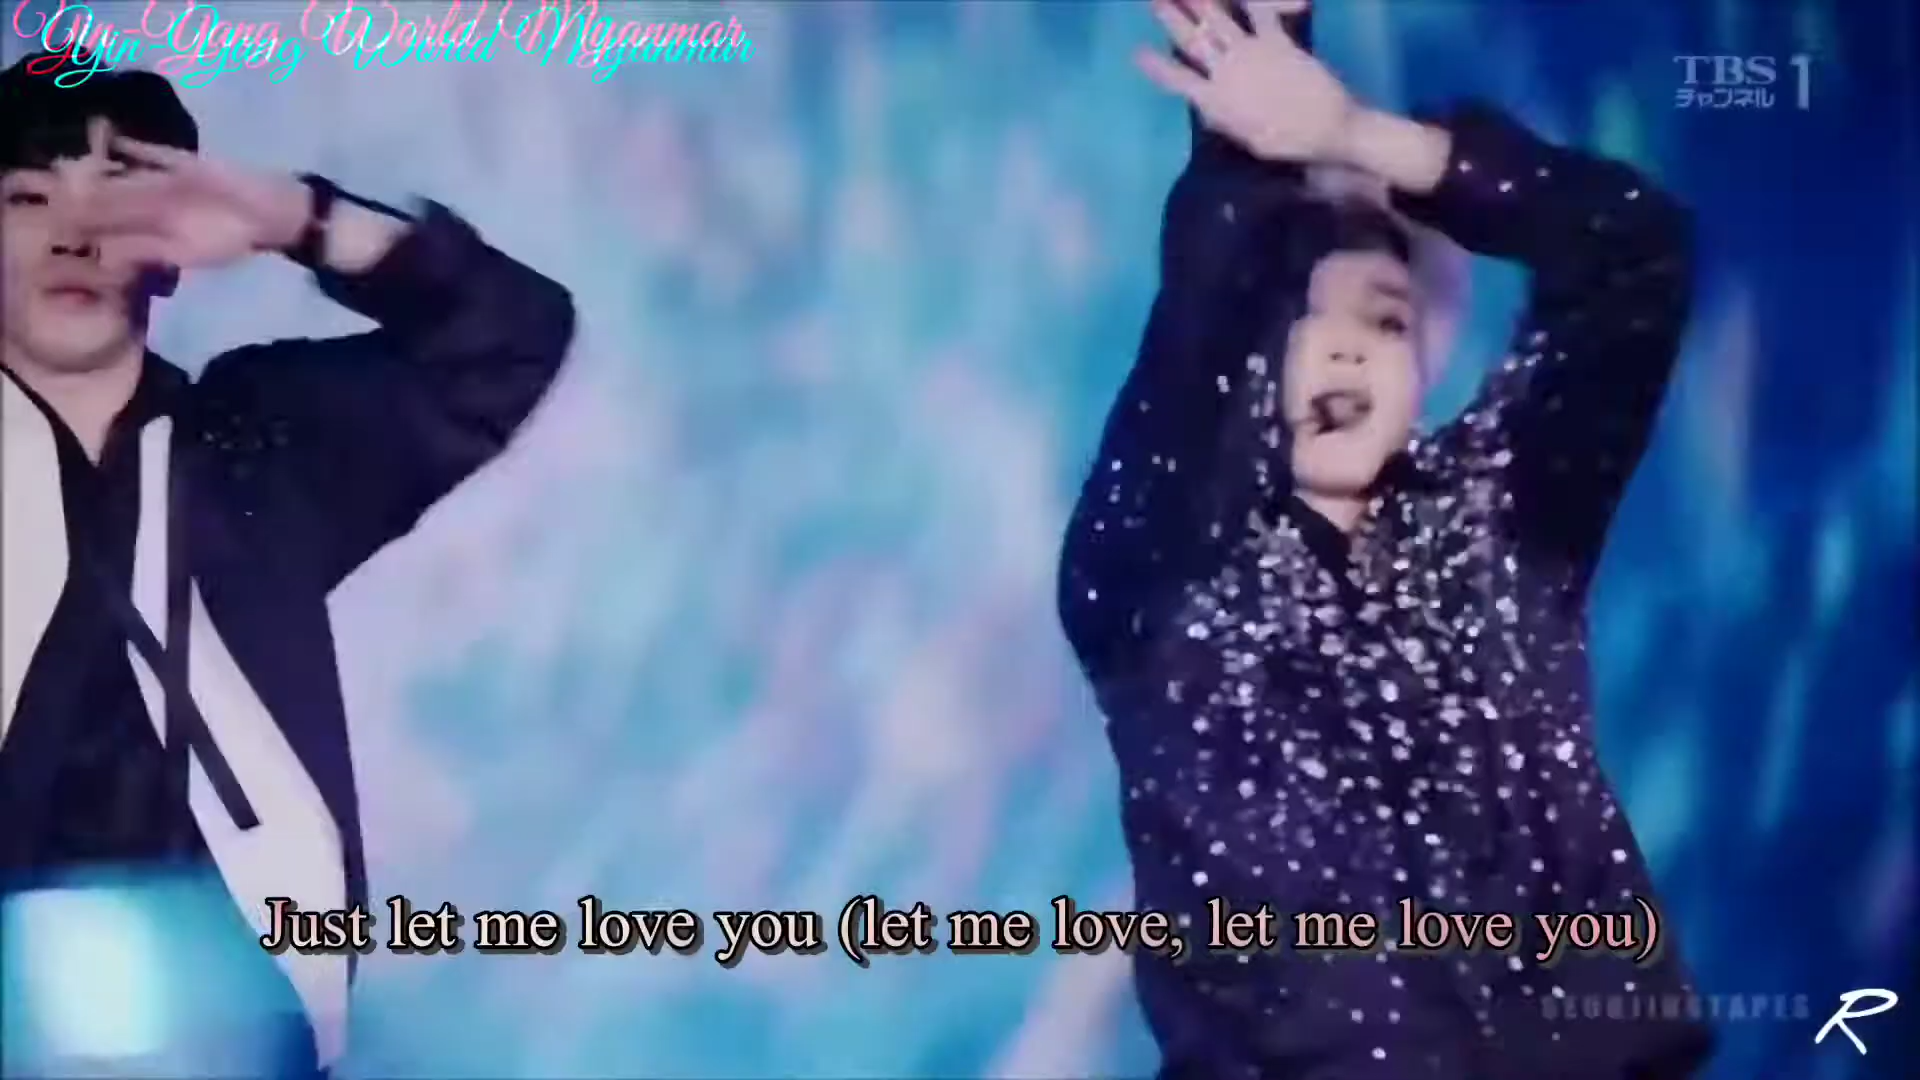 Yin-Yang World Myanmar
TBS 1
チャンネル
Just let me love you (let me love, let me love you)
R